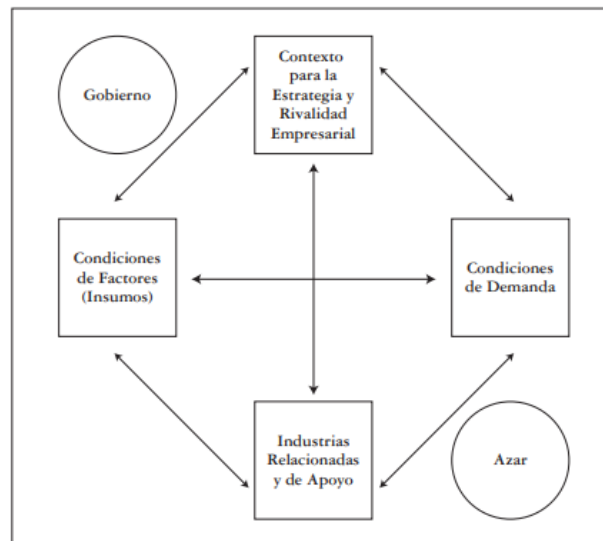 Gobierno
Contexto
para la
Estrategia y
Rivalidad
Empresarial
Condiciones
de Factores
(Insumos)
Condiciones
de Demanda
Industrias
Relacionadas
y de Apoyo
Azar